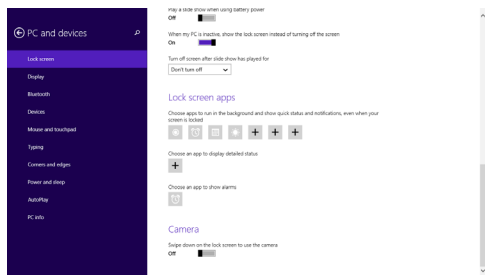 PC and devices
Lock screen
Display
Bluetooth
Devices
Mouse and touchpad
Typing
Corners and edges
Power and sleep
AutoPlay
PC info
Play a slide show when using battery power
Off
When my PC is inactive, show the lock screen instead of turning off the screen
On
Turn off screen after slide show has played for
Don't turn off
Lock screen apps
Choose apps to run in the background and show quick status and notifications, even when your
screen is locked
Choose an app to display detailed status
Choose an app to show alarms
Camera
Swipe down on the lock screen to use the camera
Off